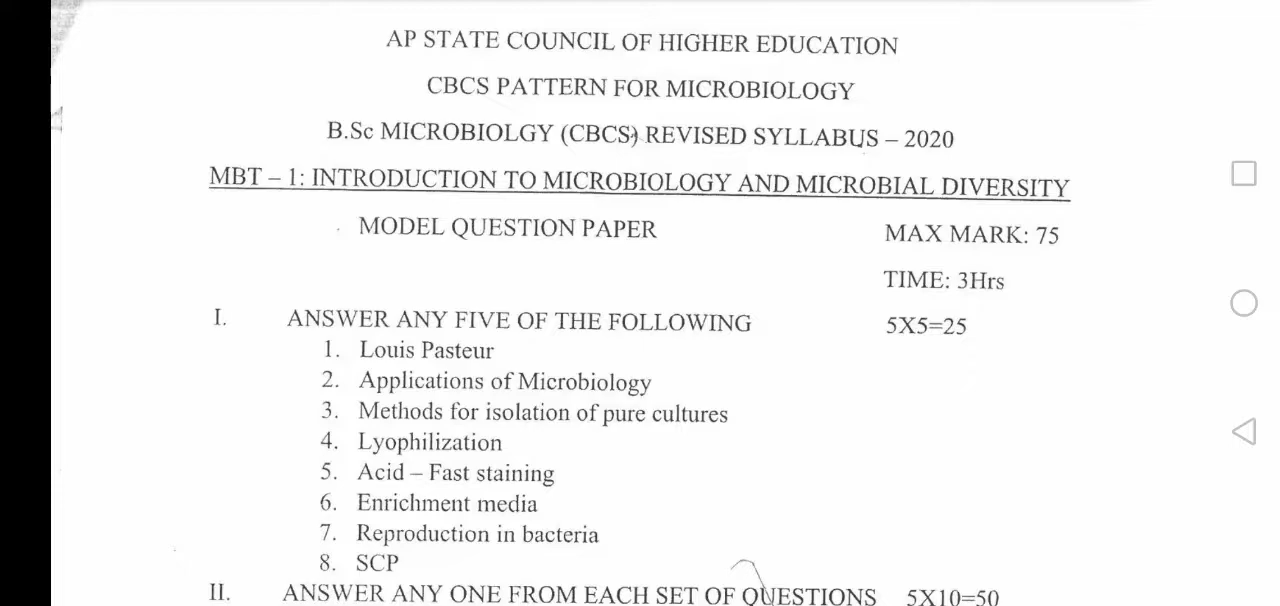 AP STATE COUNCIL OF HIGHER EDUCATION
CBCS PATTERN FOR MICROBIOLOGY
B.Sc MICROBIOLGY (CBCS) REVISED SYLLABUS – 2020
MBT – 1: INTRODUCTION TO MICROBIOLOGY AND MICROBIAL DIVERSITY
MODEL QUESTION PAPER MAX MARK: 75
TIME: 3Hrs
I. ANSWER ANY FIVE OF THE FOLLOWING 5X5=25
1. Louis Pasteur
2. Applications of Microbiology
3. Methods for isolation of pure cultures
4. Lyophilization
5. Acid – Fast staining
6. Enrichment media
7. Reproduction in bacteria
8. SCP
II. ANSWER ANY ONE FROM EACH SET OF QUESTIONS 5X10=50